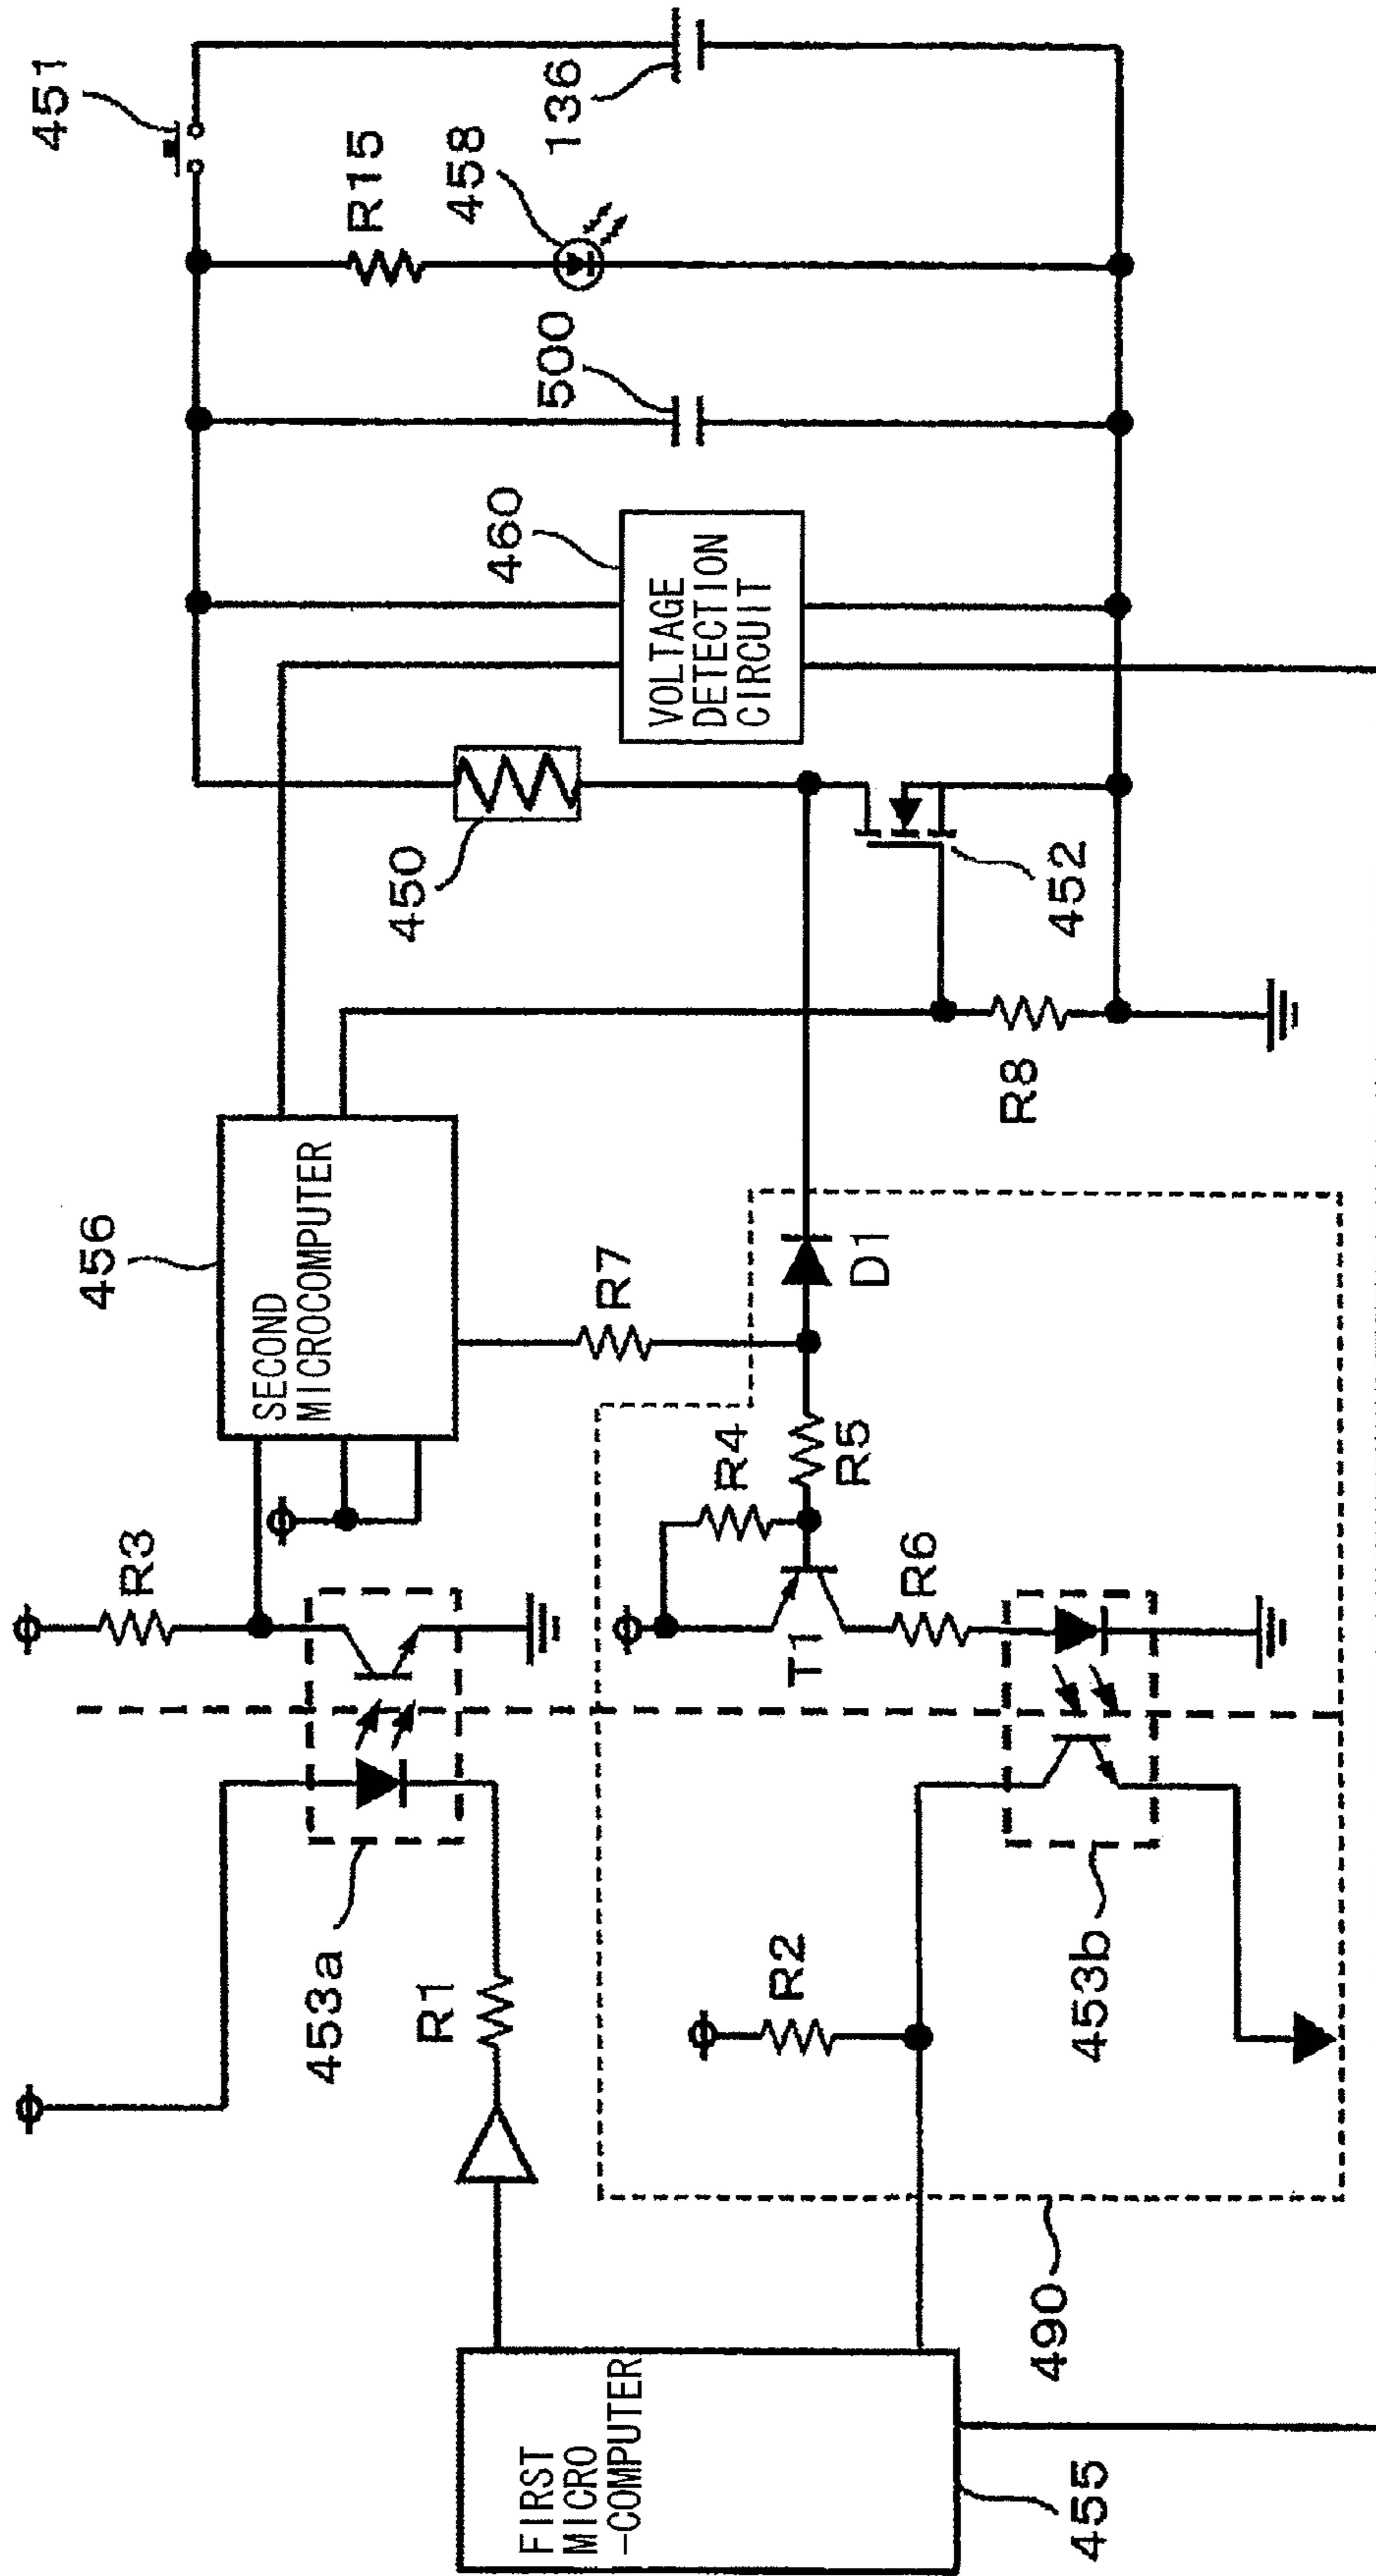 FIRST
MICRO
-COMPUTER
455
R1
453a
R3
456
SECOND
MICROCOMPUTER
R7
490
R2
453b
T1
R6
R4
R5
D1
R8
450
452
460
VOLTAGE
DETECTION
CIRCUIT
500
R15
458
451
136